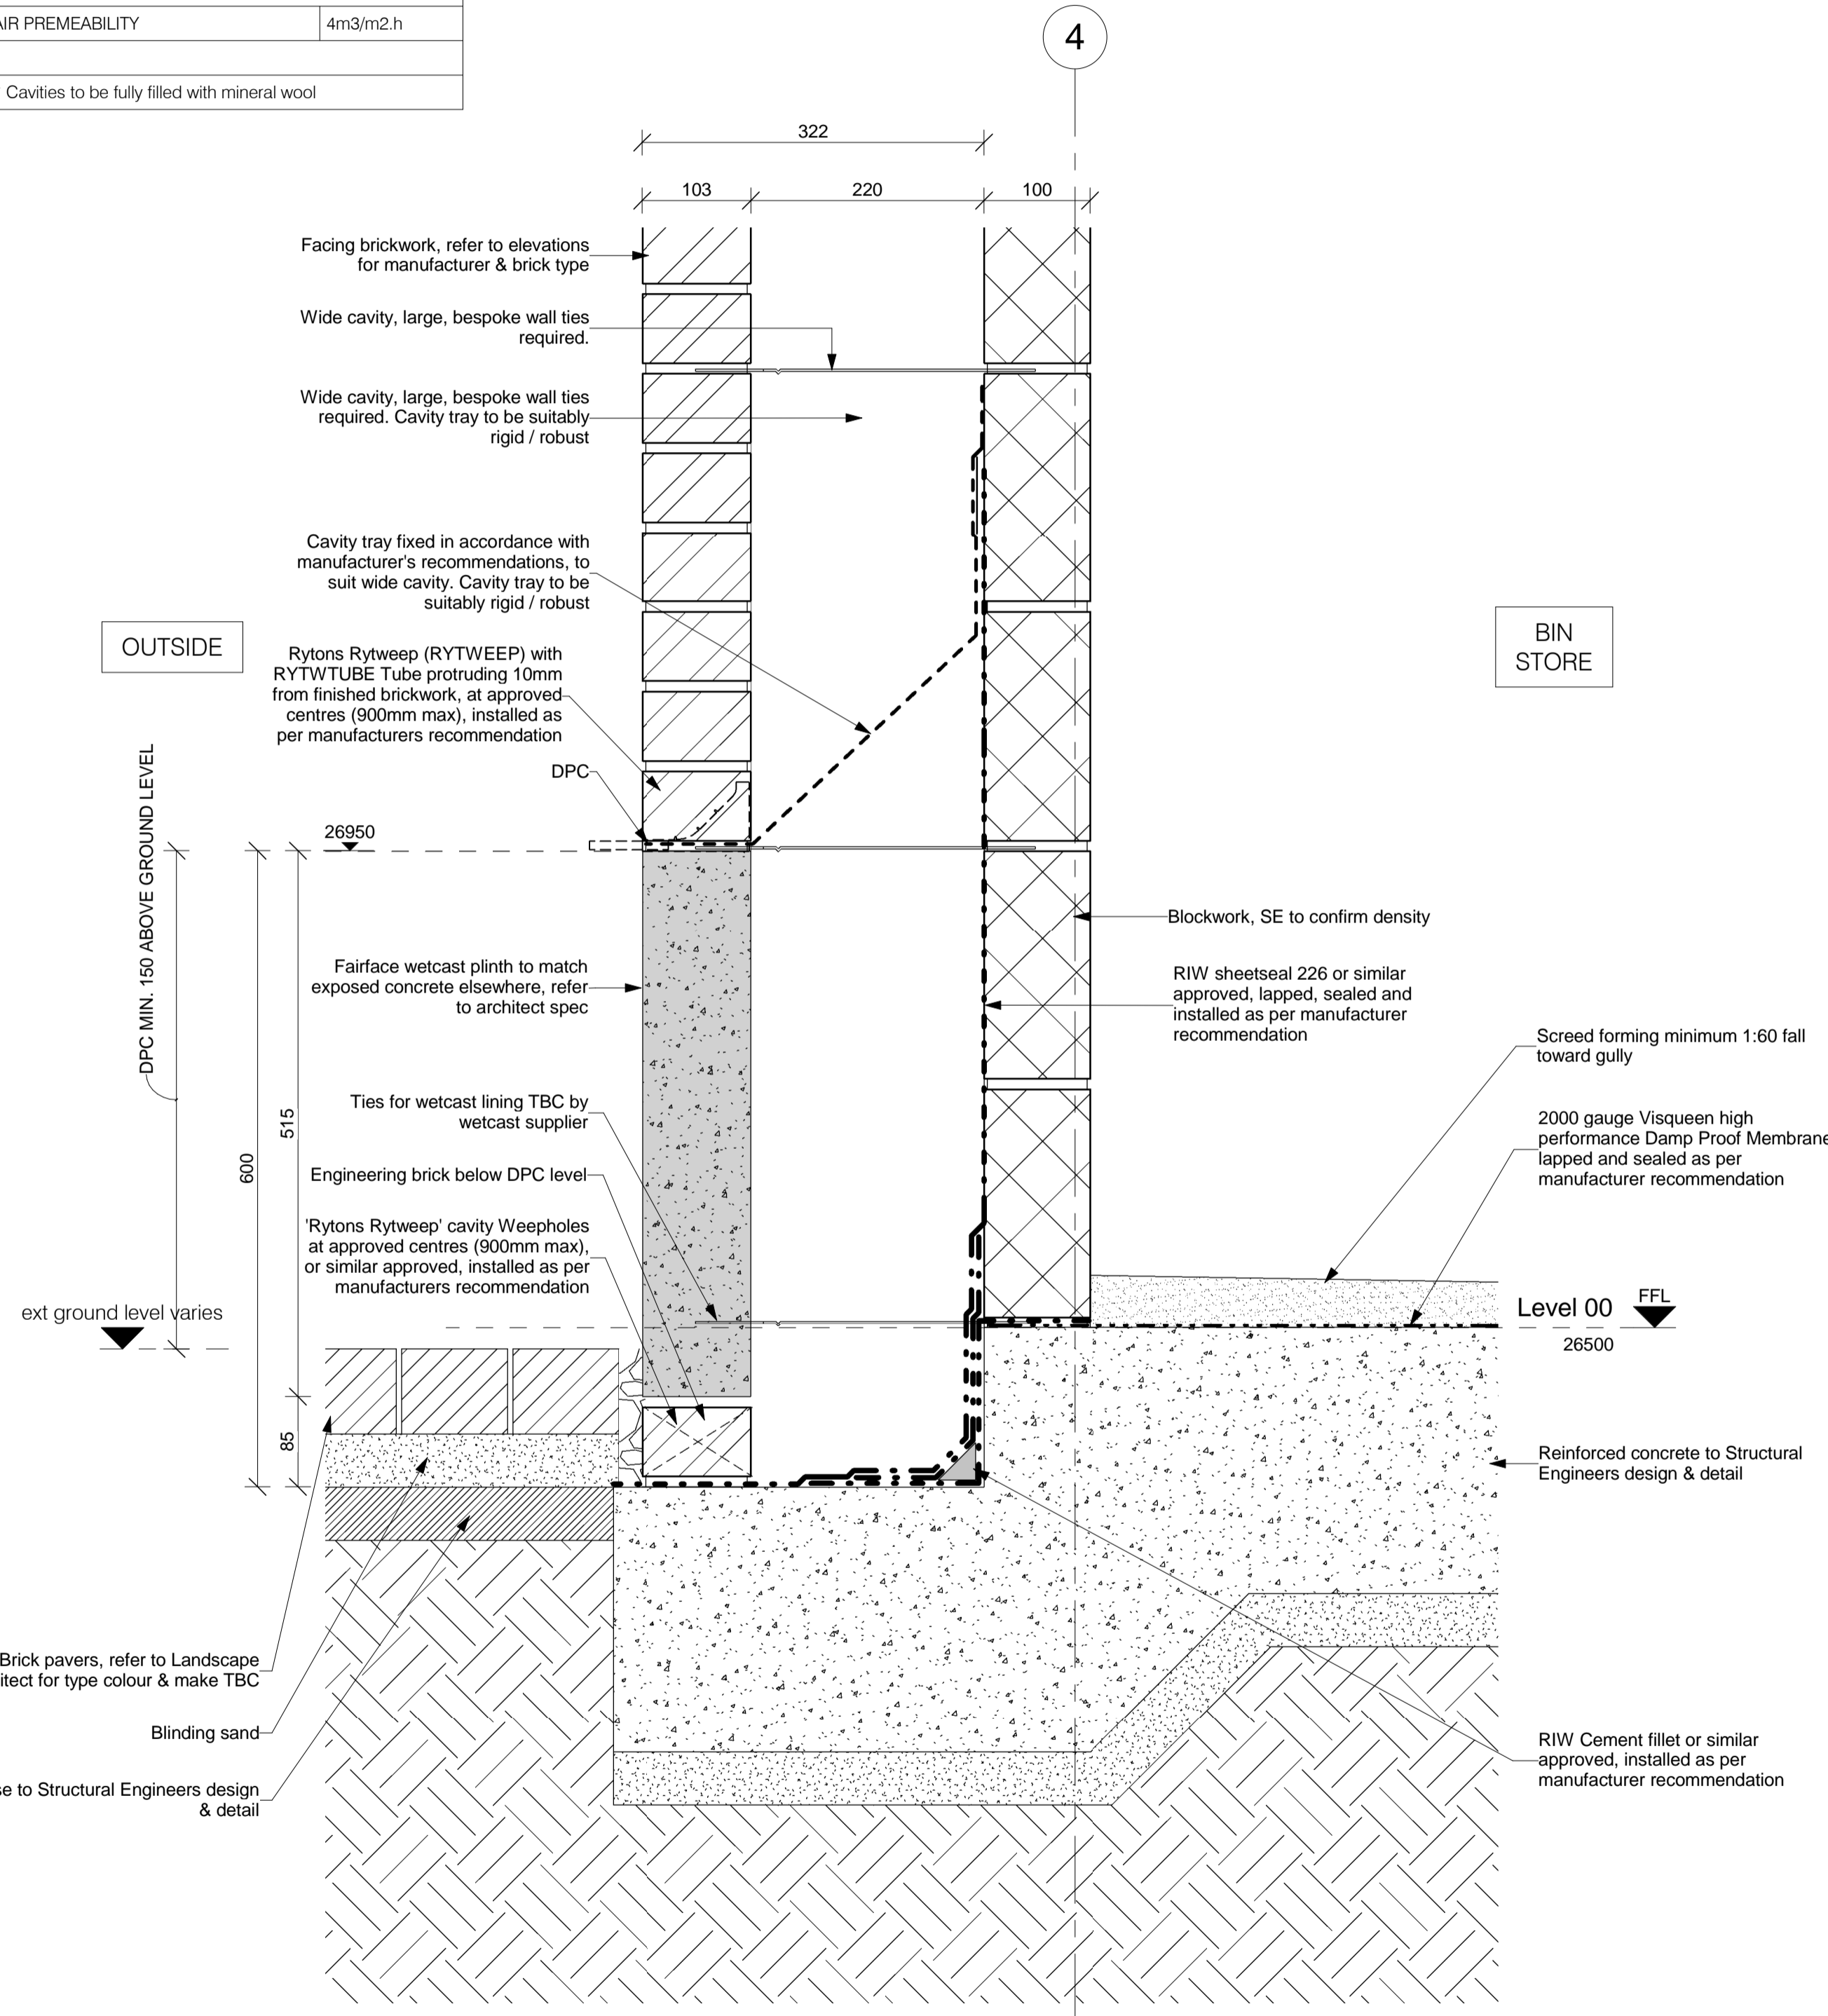 AIR PREMEABILITY
4m3/m2.h
Cavities to be fully filled with mineral wool
4
322
103
220
100
Facing brickwork, refer to elevations
for manufacturer & brick type
Wide cavity, large, bespoke wall ties
required.
Wide cavity, large, bespoke wall ties
required. Cavity tray to be suitably
rigid / robust
Cavity tray fixed in accordance with
manufacturer's recommendations, to
suit wide cavity. Cavity tray to be
suitably rigid / robust
OUTSIDE
BIN
STORE
Rytons Rytweep (RYTWEEP) with
RYTWTUBE Tube protruding 10mm
from finished brickwork, at approved
centres (900mm max), installed as
per manufacturers recommendation
DPC
26950
DPC MIN. 150 ABOVE GROUND LEVEL
600
515
85
Fairface wetcast plinth to match
exposed concrete elsewhere, refer
to architect spec
Ties for wetcast lining TBC by
wetcast supplier
Engineering brick below DPC level
'Rytons Rytweep' cavity Weepholes
at approved centres (900mm max),
or similar approved, installed as per
manufacturers recommendation
ext ground level varies
Blockwork, SE to confirm density
RIW sheetseal 226 or similar
approved, lapped, sealed and
installed as per manufacturer
recommendation
Screed forming minimum 1:60 fall
toward gully
2000 gauge Visqueen high
performance Damp Proof Membrane
lapped and sealed as per
manufacturer recommendation
Level 00
FFL
26500
Reinforced concrete to Structural
Engineers design & detail
Brick pavers, refer to Landscape
itect for type colour & make TBC
Blinding sand
se to Structural Engineers design
& detail
RIW Cement fillet or similar
approved, installed as per
manufacturer recommendation